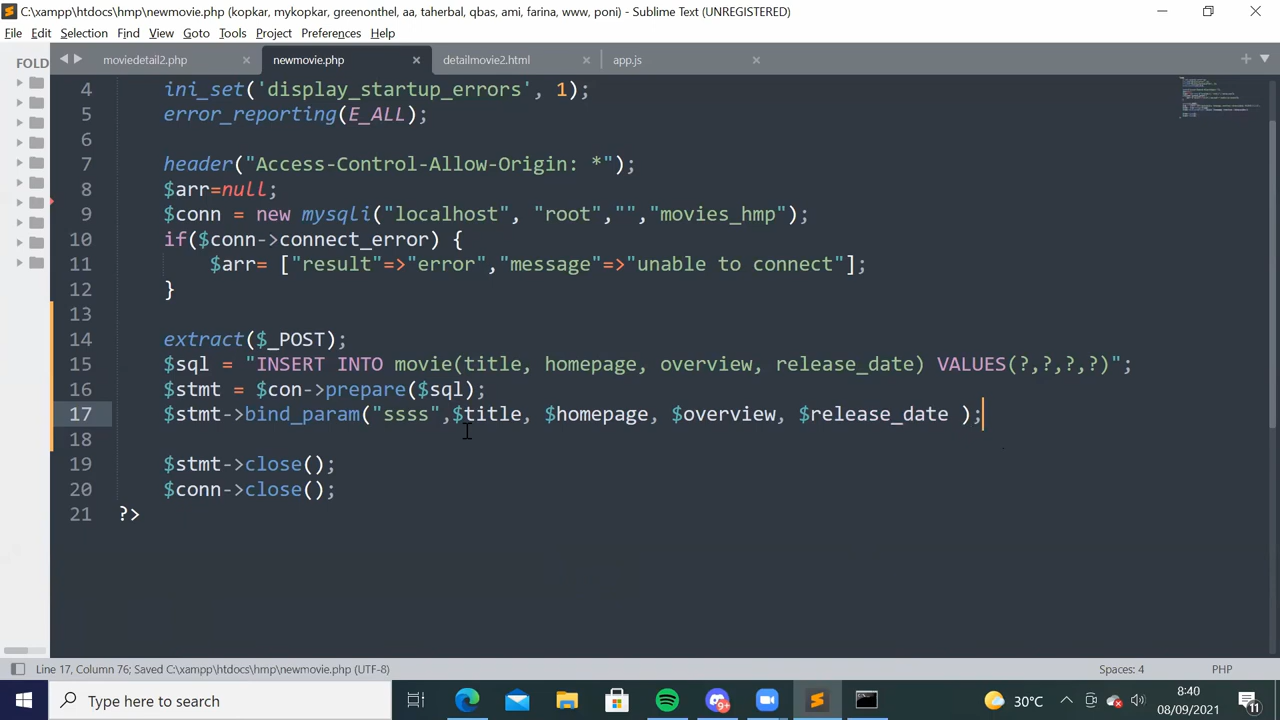 C:\xampp\htdocs\hmp\newmovie.php (kopkar, mykopkar, greenonthel, aa, taherbal, qbas, ami, farina, www, poni) - Sublime Text (UNREGISTERED)
File Edit Selection Find View Goto Tools Project Preferences Help
FOLD
moviedetail2.php newmovie.php detailmovie2.html app.js
4 ini_set('display_startup_errors', 1);
5 error_reporting(E_ALL);
6
7 header("Access-Control-Allow-Origin: *");
8 $arr=null;
9 $conn = new mysqli("localhost", "root","","movies_hmp");
10 if($conn->connect_error) {
11 $arr= ["result"=>"error","message"=>"unable to connect"];
12 }
13
14 extract($_POST);
15 $sql = "INSERT INTO movie(title, homepage, overview, release_date) VALUES(?,?,?,?)";
16 $stmt = $con->prepare($sql);
17 $stmt->bind_param("ssss",$title, $homepage, $overview, $release_date );
18
19 $stmt->close();
20 $conn->close();
21 ?>
Line 17, Column 76; Saved C:\xampp\htdocs\hmp\newmovie.php (UTF-8) Spaces: 4 PHP
Type here to search 9+ 30°C 8:40
08/09/2021 11